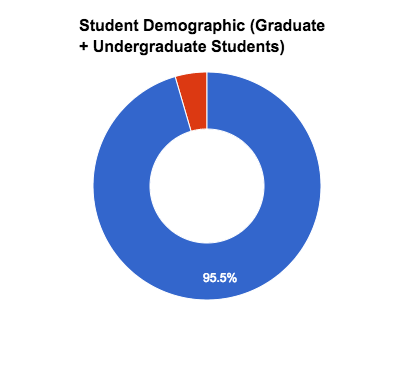 Student Demographic (Graduate
+ Undergraduate Students)
95.5%